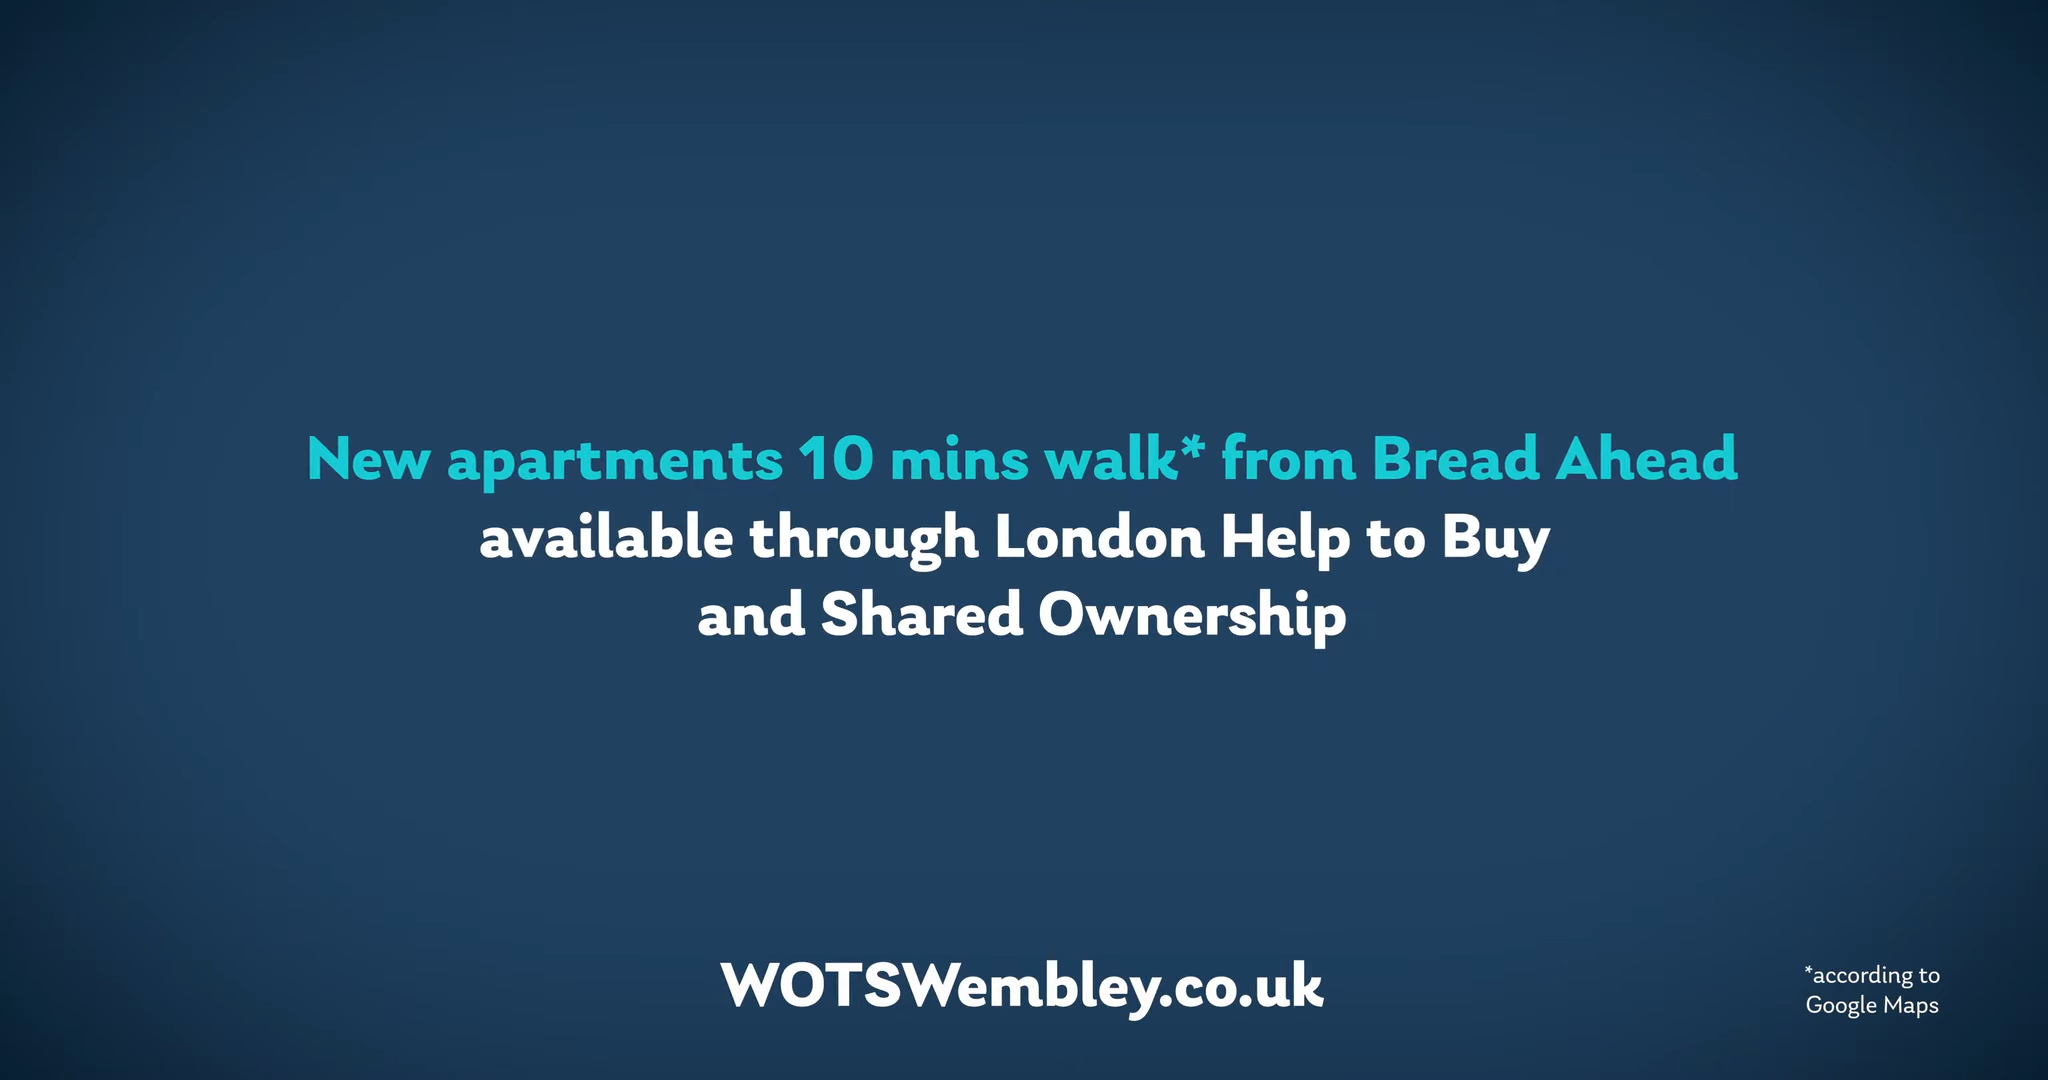 New apartments 10 mins walk* from Bread Ahead
available through London Help to Buy
and Shared Ownership
WOTSWembley.co.uk
*according to
Google Maps